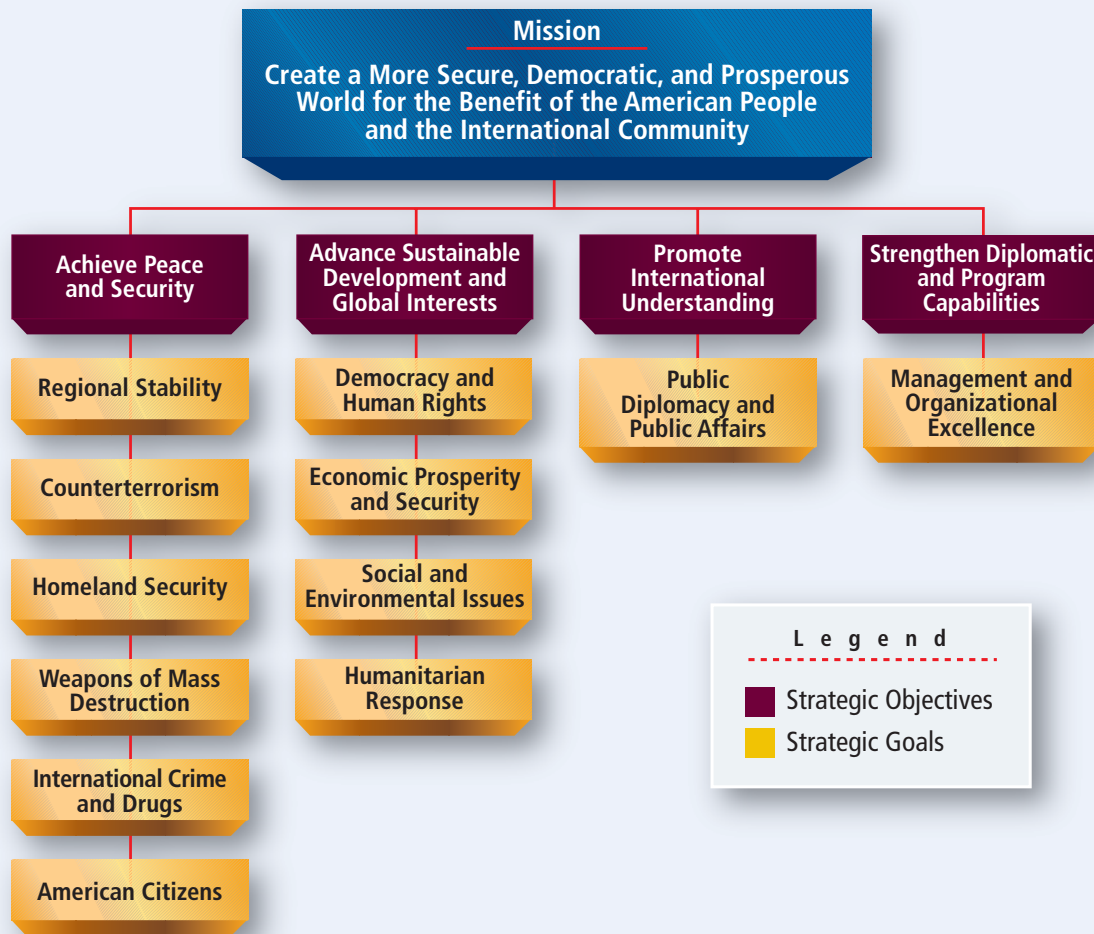 Mission
Create a More Secure, Democratic, and Prosperous
World for the Benefit of the American People
and the International Community
Achieve Peace
and Security
Regional Stability
Counterterrorism
Homeland Security
Weapons of Mass
Destruction
International Crime
and Drugs
American Citizens
Advance Sustainable
Development and
Global Interests
Democracy and
Human Rights
Economic Prosperity
and Security
Social and
Environmental Issues
Humanitarian
Response
Promote
International
Understanding
Public
Diplomacy and
Public Affairs
Strengthen Diplomatic
and Program
Capabilities
Management and
Organizational
Excellence
Legend
Strategic Objectives
Strategic Goals